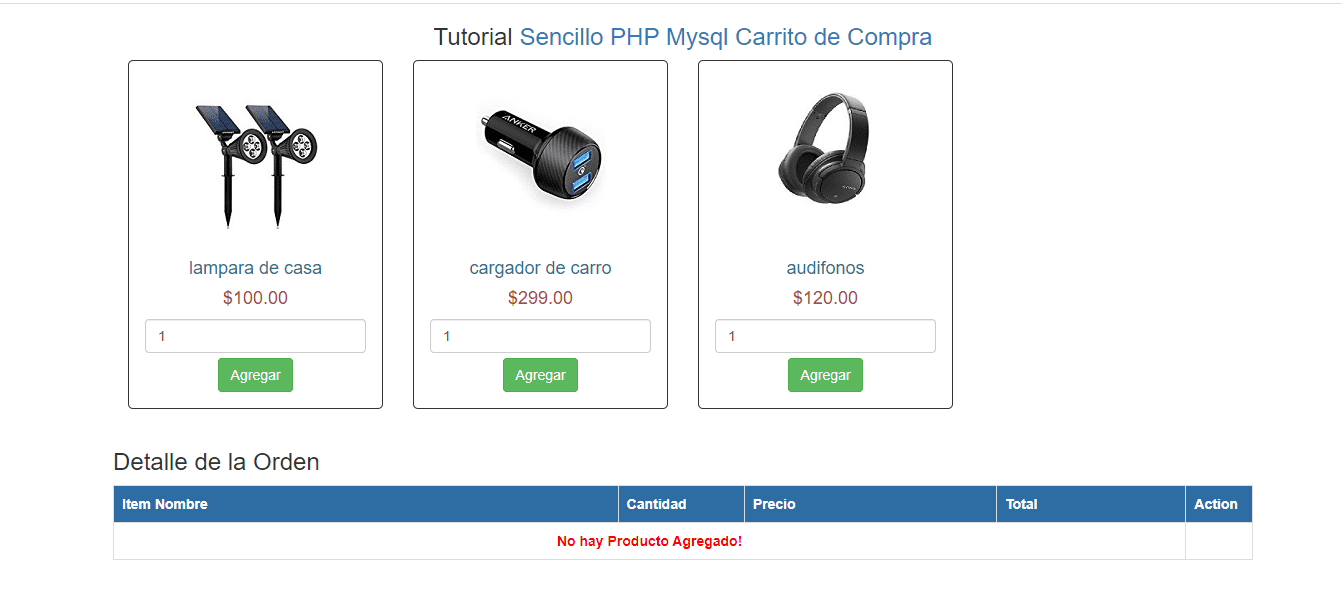 Tutorial Sencillo PHP Mysql Carrito de Compra
ANKER
SONY
lampara de casa
cargador de carro
audifonos
$100.00
$299.00
$120.00
1
1
1
Agregar
Agregar
Agregar
Detalle de la Orden
Item Nombre Cantidad Precio Total Action
No hay Producto Agregado!